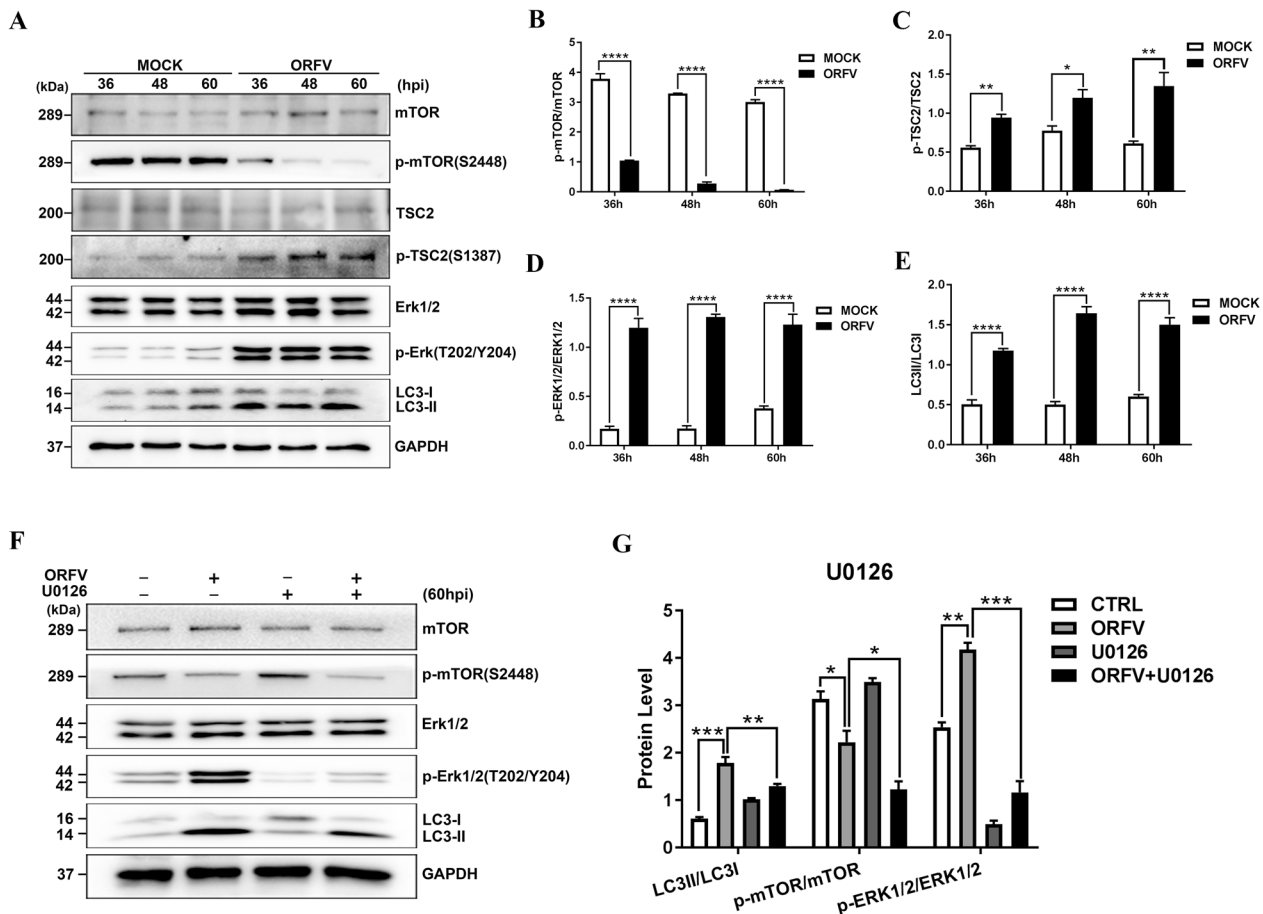 A
MOCK ORFV
(kDa) 36 48 60 36 48 60 (hpi)
289 mTOR
289 p-mTOR(S2448)
200 TSC2
200 p-TSC2(S1387)
44 Erk1/2
42
44 p-Erk(T202/Y204)
42
16 LC3-I
14 LC3-II
37 GAPDH
B
p-mTOR/mTOR
5
4
3
2
1
0
**** **** ****
36h 48h 60h
MOCK
ORFV
C
p-TSC2/TSC2
2.0
1.5
1.0
0.5
0.0
** * **
36h 48h 60h
MOCK
ORFV
D
p-ERK1/2/ERK1/2
1.5
1.2
0.9
0.6
0.3
0.0
**** **** ****
36h 48h 60h
MOCK
ORFV
E
LC3II/LC3I
2.0
1.5
1.0
0.5
0.0
**** **** ****
36h 48h 60h
MOCK
ORFV
F
ORFV – + – +
U0126 – – + + (60hpi)
(kDa)
289 mTOR
289 p-mTOR(S2448)
44 Erk1/2
42
44 p-Erk1/2(T202/Y204)
42
16 LC3-I
14 LC3-II
37 GAPDH
G
U0126
Protein Level
5
4
3
2
1
0
*** ** * * ** ***
LC3II/LC3I p-mTOR/mTOR p-ERK1/2/ERK1/2
CTRL
ORFV
U0126
ORFV+U0126